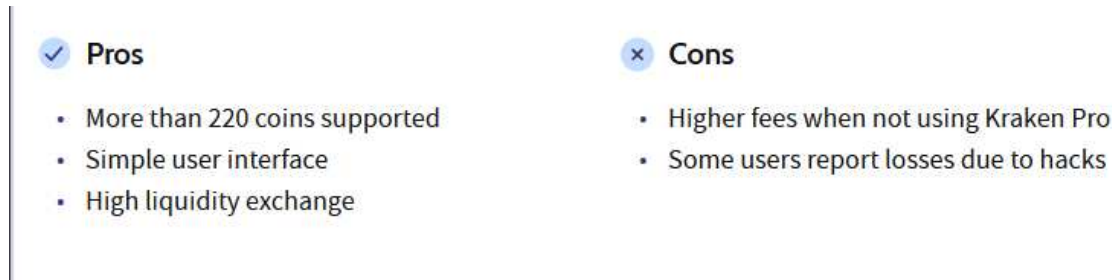 Pros
• More than 220 coins supported
• Simple user interface
• High liquidity exchange
Cons
• Higher fees when not using Kraken Pro
• Some users report losses due to hacks